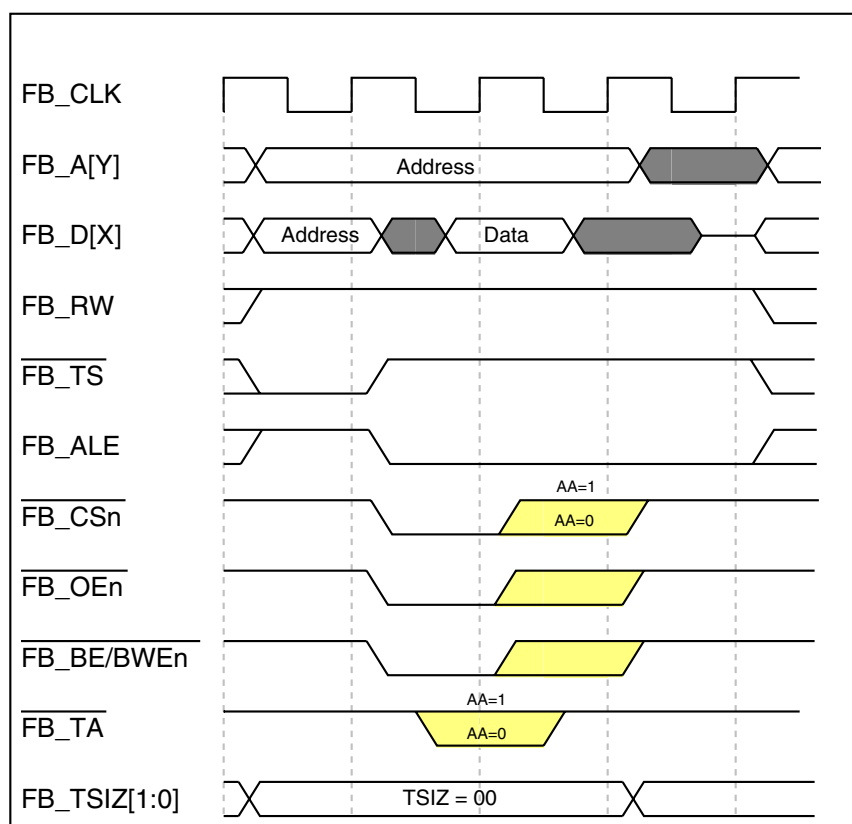 FB_CLK
FB_A[Y]
Address
FB_D[X]
Address
Data
FB_RW
FB_TS
FB_ALE
AA=1
FB_CSn
AA=0
FB_OEn
FB_BE/BWEn
AA=1
FB_TA
AA=0
FB_TSIZ[1:0]
TSIZ = 00